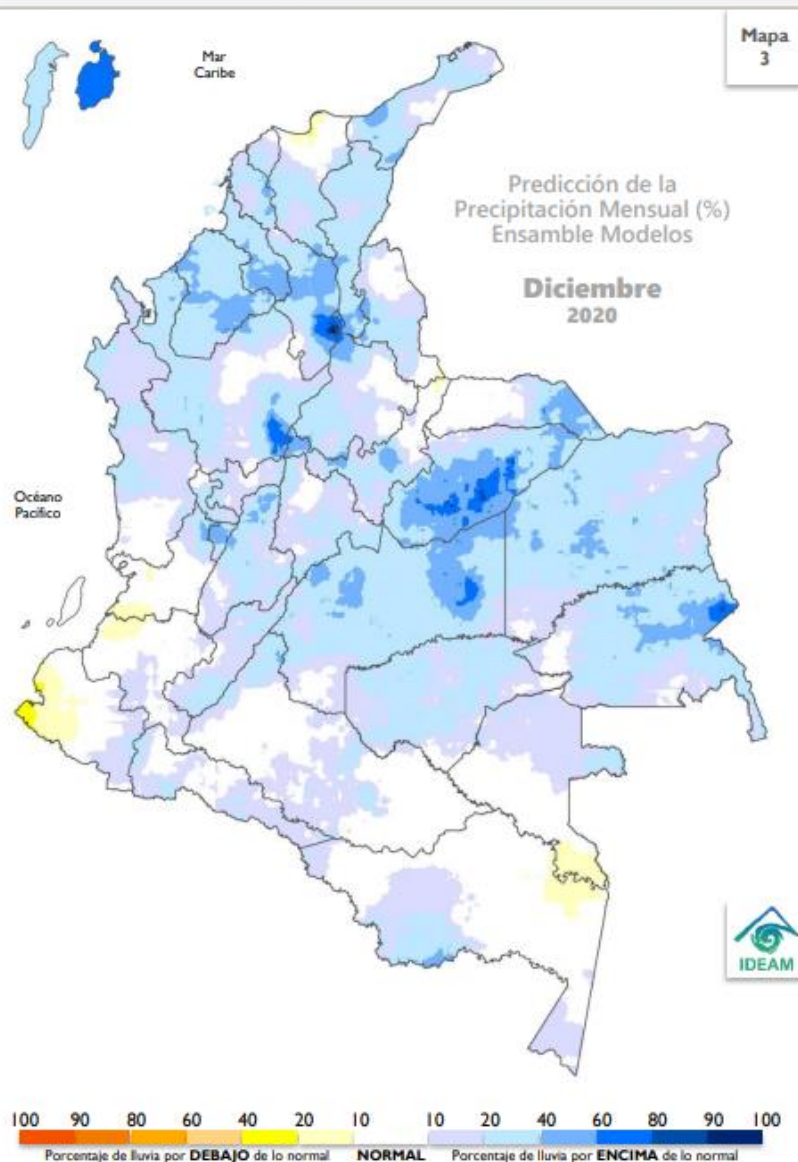 Mapa
3
Mar
Caribe
Predicción de la
Precipitación Mensual (%)
Ensamble Modelos
Diciembre
2020
Océano
Pacífico
IDEAM
100 90 80 60 40 20 10 10 20 40 60 80 90 100
Porcentaje de lluvia por DEBAJO de lo normal NORMAL Porcentaje de lluvia por ENCIMA de lo normal